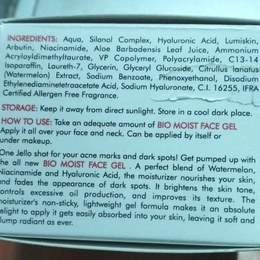 INGREDIENTS: Aqua, Silanol Complex, Hyaluronic Acid, Lumiskin,
Arbutin, Niacinamide, Aloe Barbadensis Leaf Juice, Ammonium
Acryloyldimethyltaurate, VP Copolymer, Polyacrylamide, C13-14
Isoparaffin, Laureth-7, Glycerin, Glyceryl Glucoside, Citrullus lanatus
(Watermelon) Extract, Sodium Benzoate, Phenoxyethanol, Disodium
Ethylenediaminetetraacetate Acid, Sodium Hyaluronate, C.I. 16255, IFRA
Certified Allergen Free Fragrance.
STORAGE: Keep it away from direct sunlight. Store in a cool dark place.
HOW TO USE: Take an adequate amount of BIO MOIST FACE GEL
Apply it all over your face and neck. Can be applied by itself or
under makeup.
One Jello shot for your acne marks and dark spots! Get pumped up with
the all new BIO MOIST FACE GEL . A perfect blend of Watermelon,
Niacinamide and Hyaluronic Acid, the moisturizer nourishes your skin,
and fades the appearance of dark spots. It brightens the skin tone,
controls excessive oil production, and improves its texture. The
moisturizer's non-sticky, lightweight gel formula makes it an absolute
delight to apply it gets easily absorbed into your skin, leaving it soft and
plump radiant as ever.